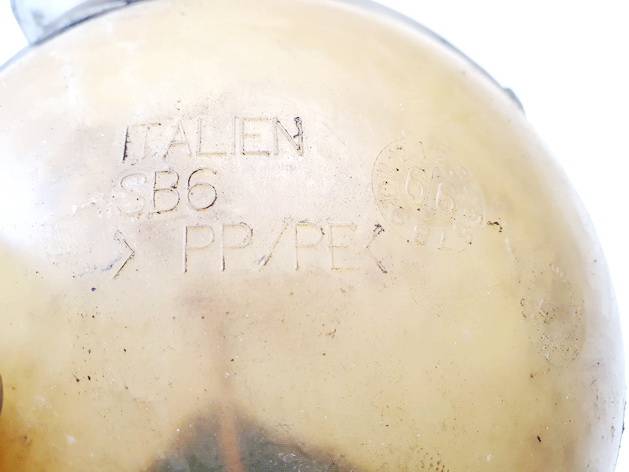 ITALIEN
SB6
> PP/PE<